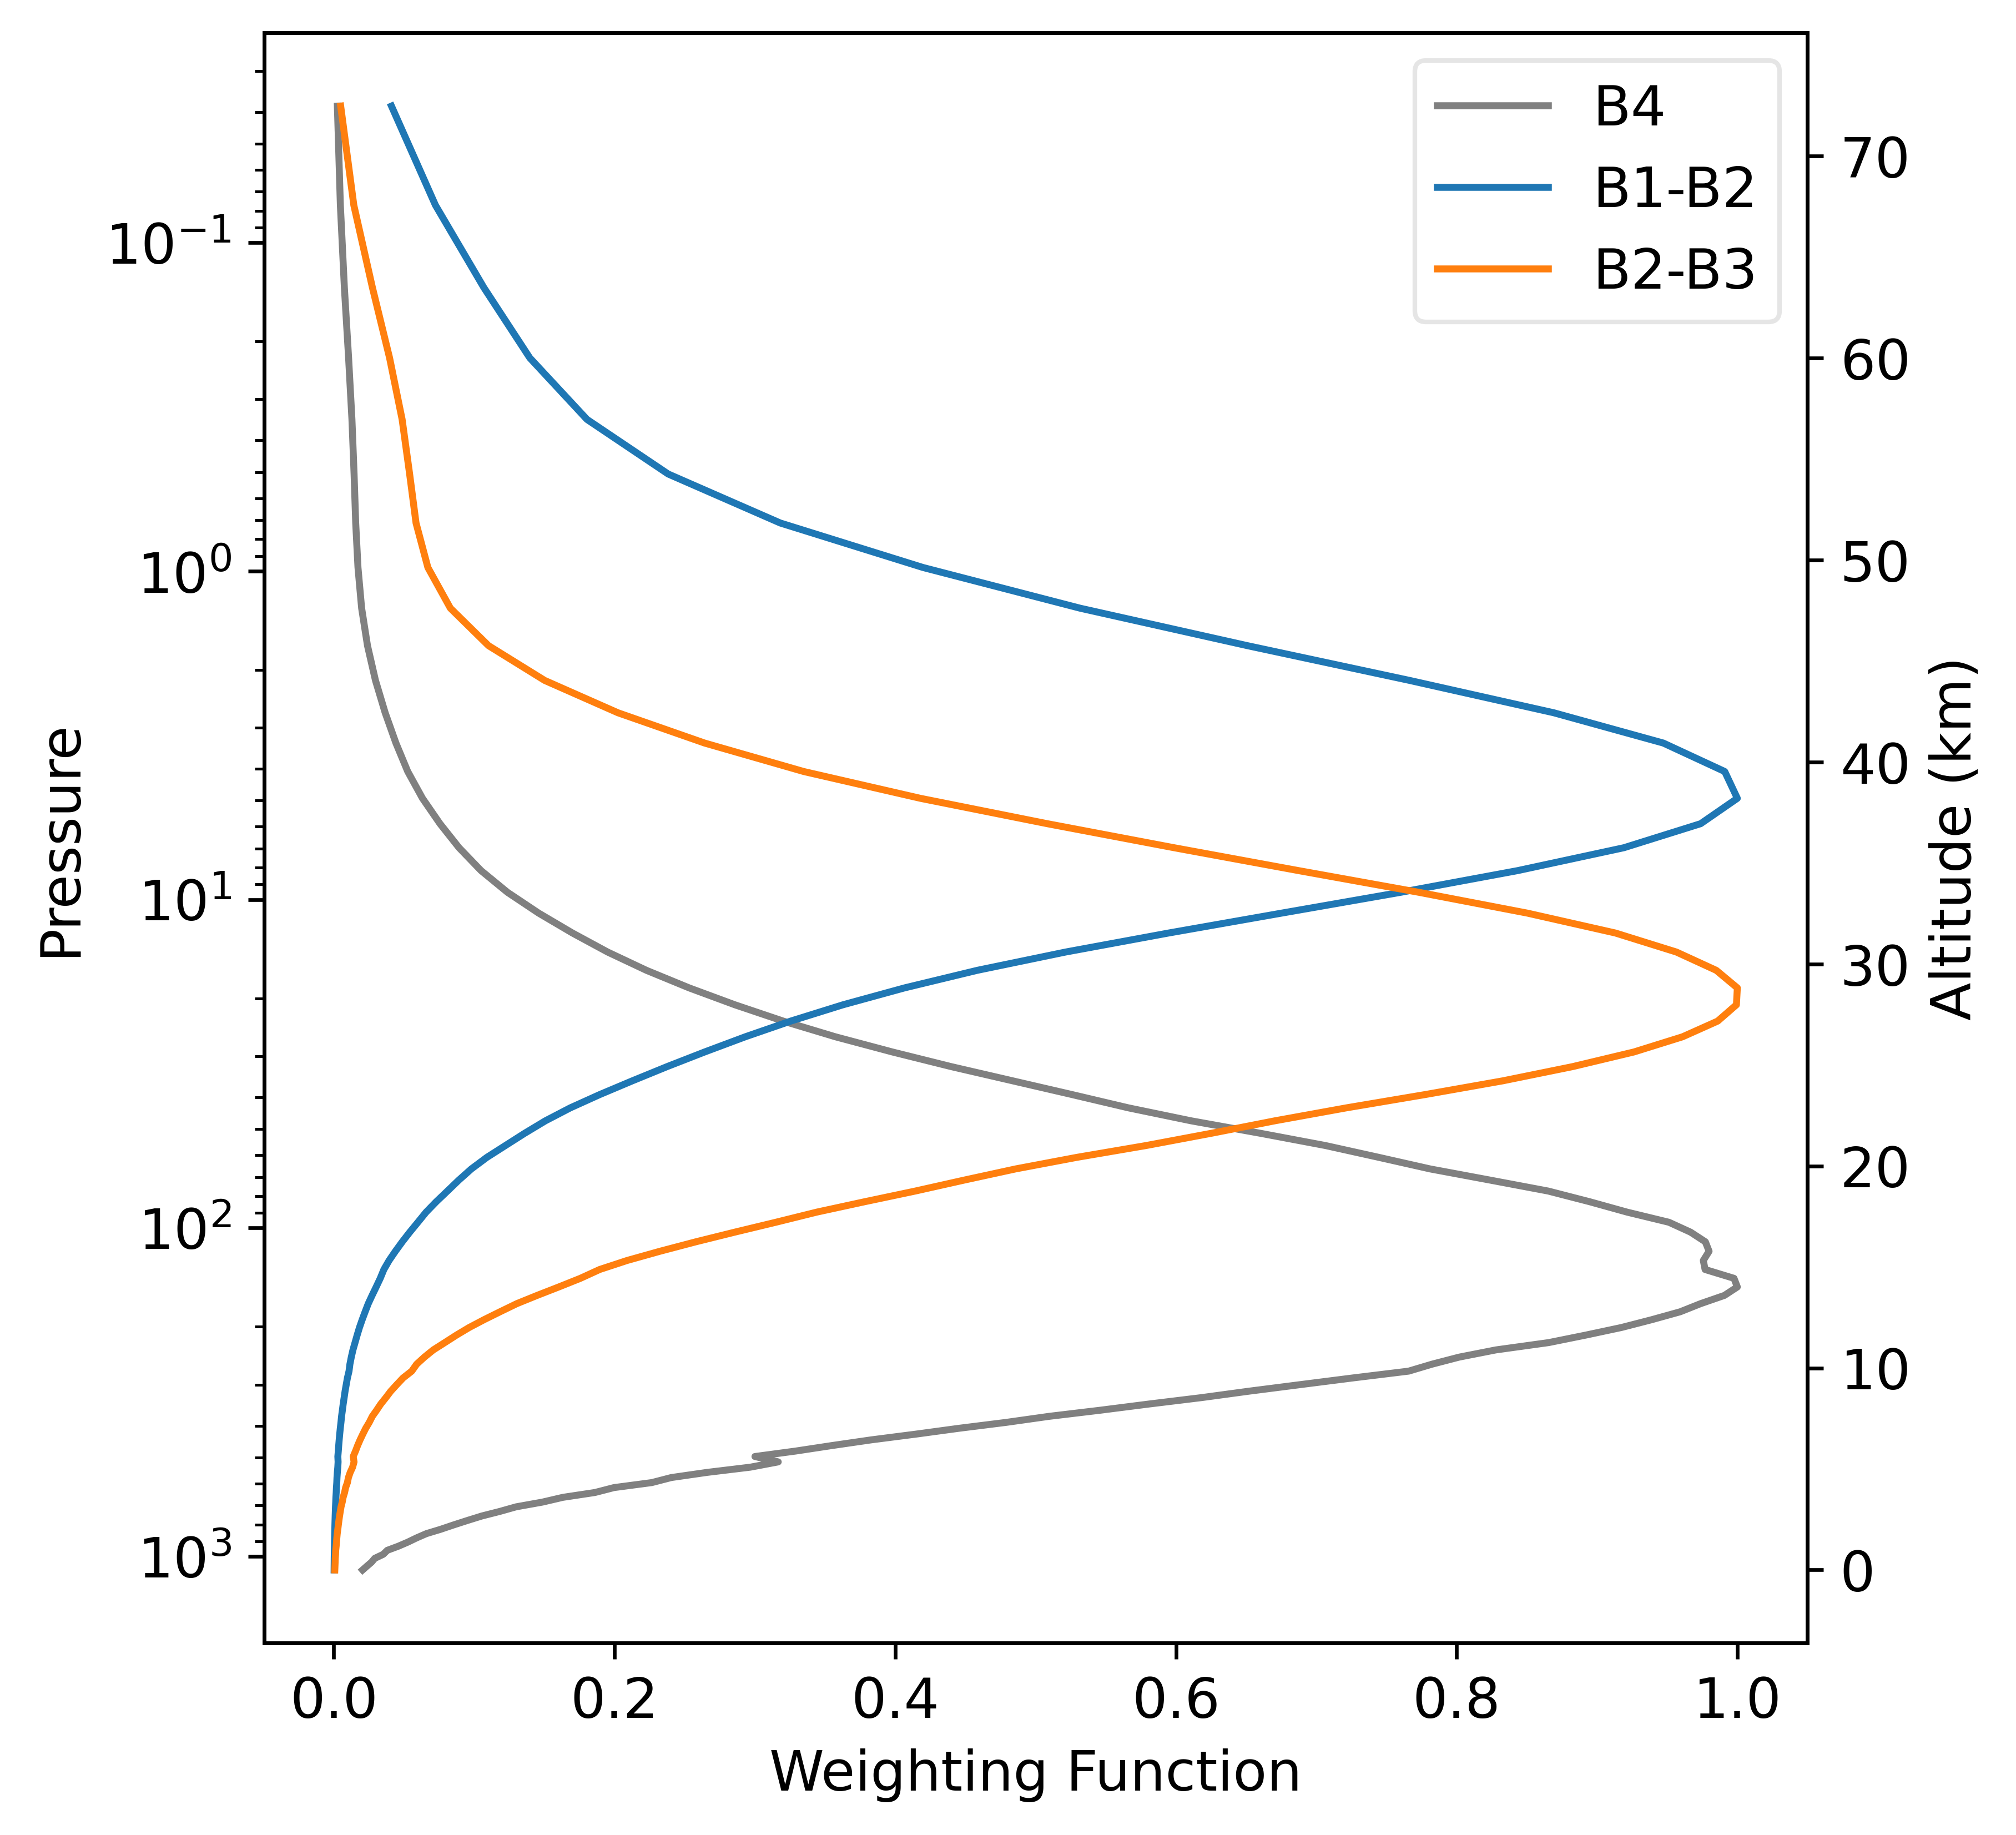 B4
B1-B2
B2-B3
Pressure
10⁻¹
10⁰
10¹
10²
10³
Altitude (km)
70
60
50
40
30
20
10
0
0.0 0.2 0.4 0.6 0.8 1.0
Weighting Function